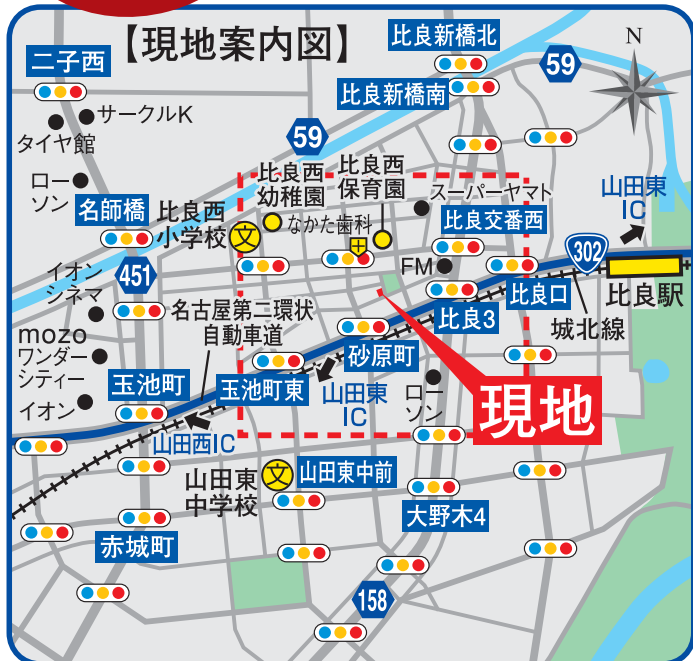 【現地案内図】
比良新橋北
N
二子西
59
比良新橋南
サークルK
タイヤ館
59
比良西
幼稚園
比良西
保育園
ロー
ソン
スーパーヤマト
山田東
IC
名師橋
比良西
小学校
文
なかた歯科
比良交番西
302
イオン
シネマ
451
FM
比良口
比良駅
名古屋第二環状
自動車道
比良3
城北線
mozo
ワンダー
シティー
砂原町
玉池町
玉池町東
山田東
IC
ロー
ソン
現地
イオン
山田西IC
山田東
中学校
文
山田東中前
大野木4
赤城町
158